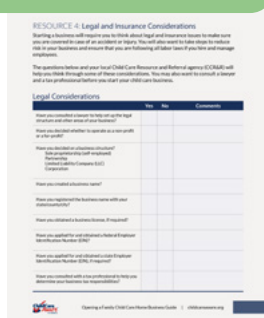 RESOURCE 4: Legal and Insurance Considerations
Starting a business will require you to think about legal and insurance issues to make sure
you are covered in case of an accident or injury. You will also want to take steps to reduce
risk in your business and ensure that you are following all labor laws if you hire and manage
employees.
The questions below and your local Child Care Resource and Referral agency (CCR&R) will
help you think through some of these considerations. You may also want to consult a lawyer
and a tax professional before you start your child care business.
Legal Considerations
Yes No Comments
Have you consulted a lawyer to help set up the legal
structure and other areas of your business?
Have you decided whether to operate as a non-profit
or a for-profit?
Have you decided on a business structure?
Sole proprietorship (self-employed)
Partnership
Limited Liability Company (LLC)
Corporation
Have you created a business name?
Have you registered the business name with your
state/county/city?
Have you obtained a business license, if required?
Have you applied for and obtained a federal Employer
Identification Number (EIN)?
Have you applied for and obtained a state Employer
Identification Number (EIN), if required?
Have you consulted with a tax professional to help you
determine your business tax responsibilities?
Child Care Aware Opening a Family Child Care Home Business Guide | childcareaware.org